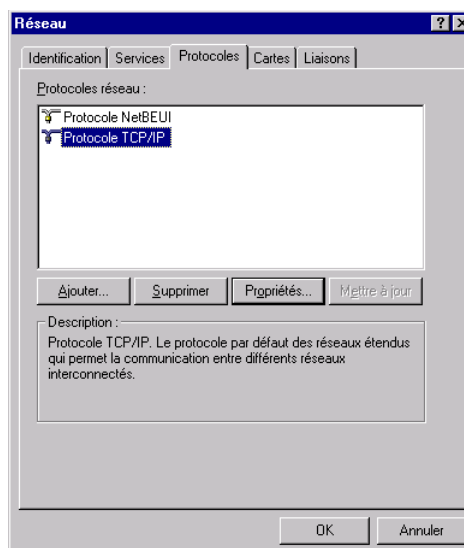 Réseau
Identification Services Protocoles Cartes Liaisons
Protocoles réseau :
Protocole NetBEUI
Protocole TCP/IP
Ajouter... Supprimer Propriétés... Mettre à jour
Description :
Protocole TCP/IP. Le protocole par défaut des réseaux étendus
qui permet la communication entre différents réseaux
interconnectés.
OK Annuler